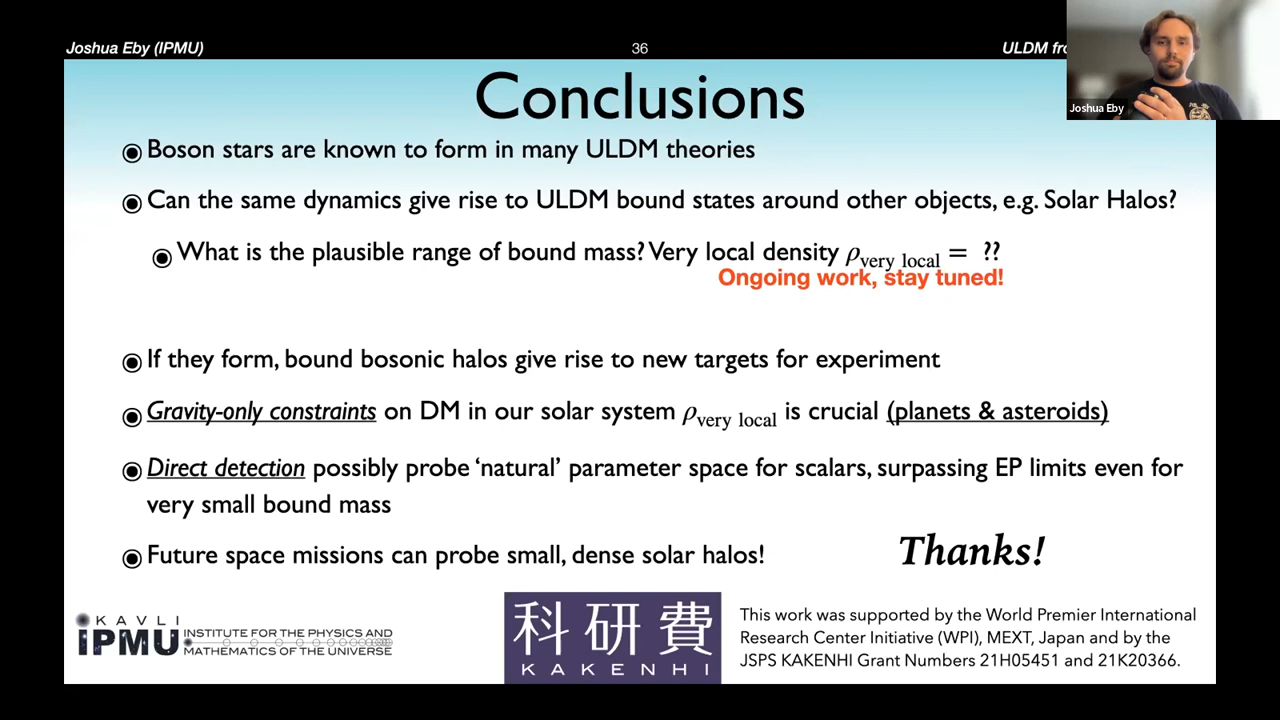 Joshua Eby (IPMU)
36
ULDM fr
Joshua Eby
Conclusions
Boson stars are known to form in many ULDM theories
Can the same dynamics give rise to ULDM bound states around other objects, e.g. Solar Halos?
What is the plausible range of bound mass? Very local density ρvery local = ??
Ongoing work, stay tuned!
If they form, bound bosonic halos give rise to new targets for experiment
Gravity-only constraints on DM in our solar system ρvery local is crucial (planets & asteroids)
Direct detection possibly probe ‘natural’ parameter space for scalars, surpassing EP limits even for
very small bound mass
Future space missions can probe small, dense solar halos!
Thanks!
KAVLI
IPMU
INSTITUTE FOR THE PHYSICS AND
MATHEMATICS OF THE UNIVERSE
科研費
KAKENHI
This work was supported by the World Premier International
Research Center Initiative (WPI), MEXT, Japan and by the
JSPS KAKENHI Grant Numbers 21H05451 and 21K20366.